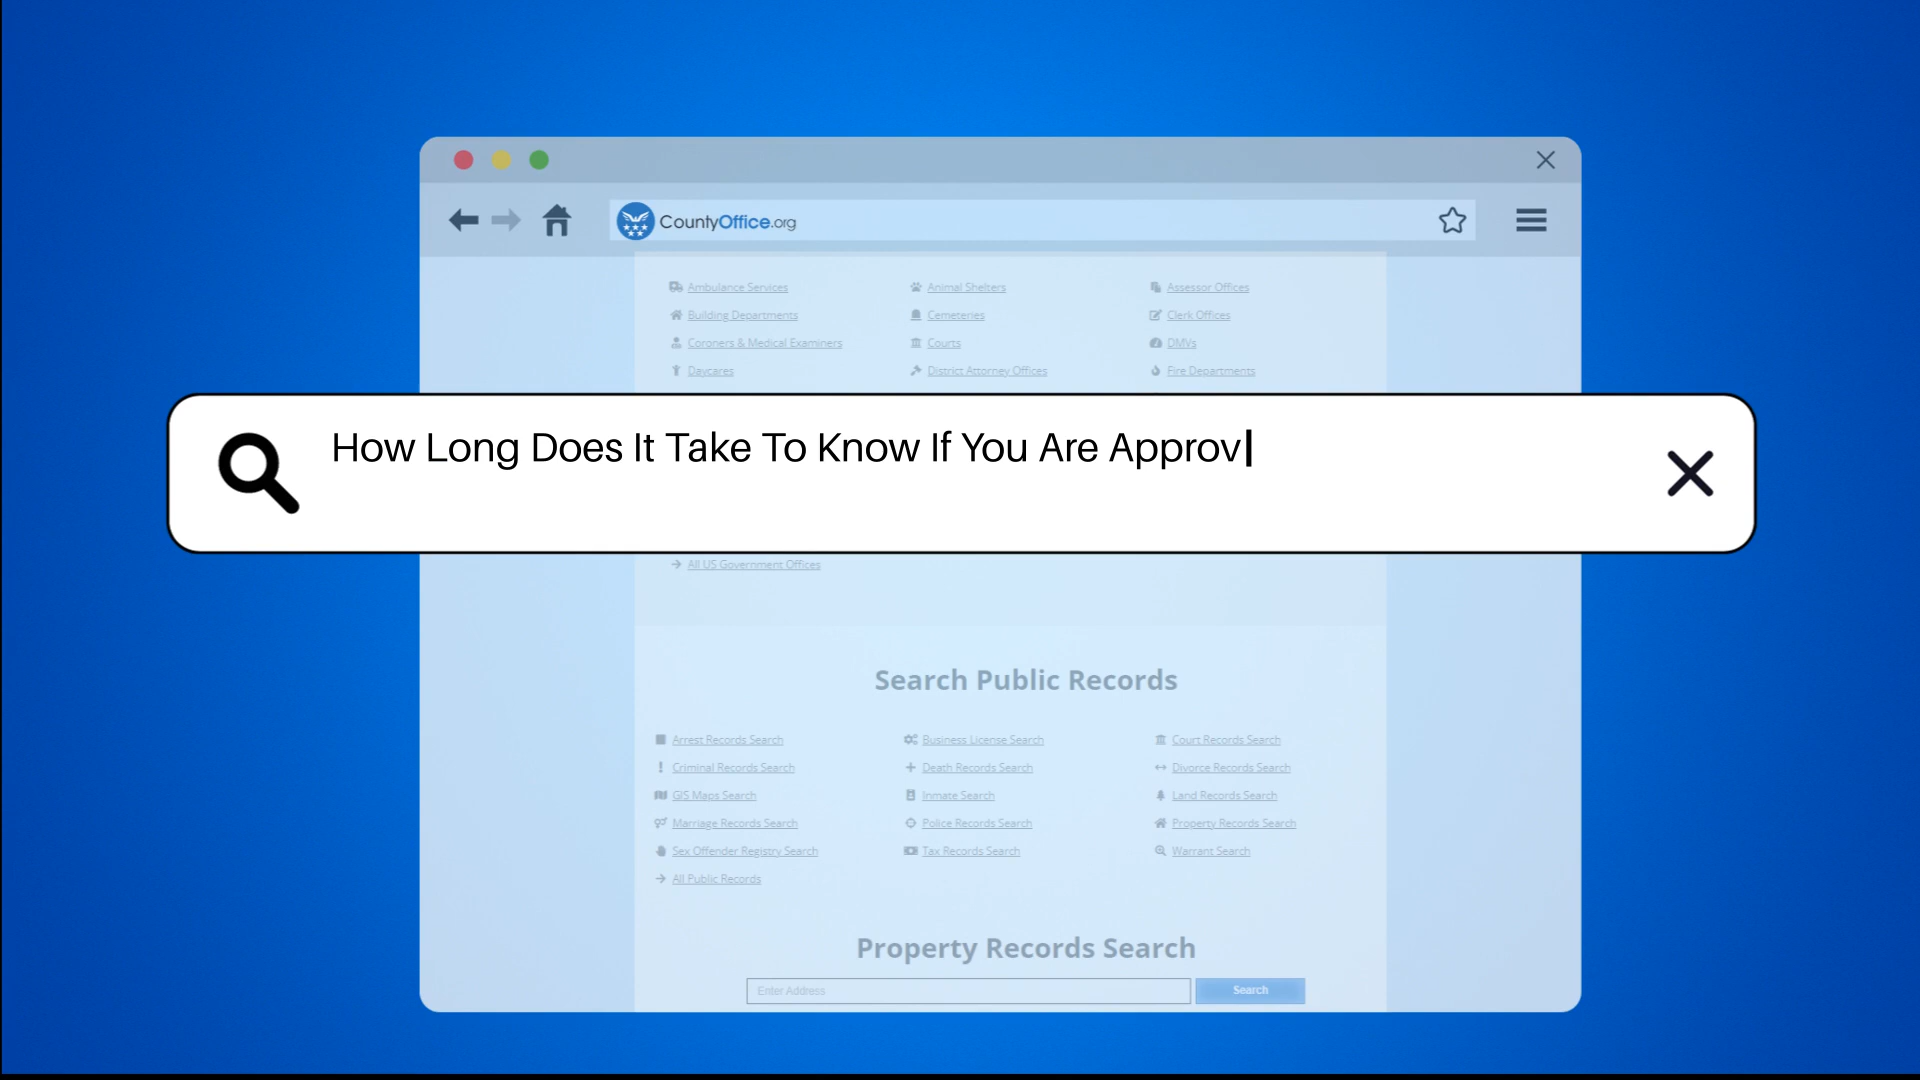 CountyOffice.org
Ambulance Services Animal Shelters Assessor Offices
Building Departments Cemeteries Clerk Offices
Coroners & Medical Examiners Courts DMVs
Daycares District Attorney Offices Fire Departments
How Long Does It Take To Know If You Are Approv
All US Government Offices
Search Public Records
Arrest Records Search Business License Search Court Records Search
Criminal Records Search Death Records Search Divorce Records Search
GIS Maps Search Inmate Search Land Records Search
Marriage Records Search Police Records Search Property Records Search
Sex Offender Registry Search Tax Records Search Warrant Search
All Public Records
Property Records Search
Enter Address Search